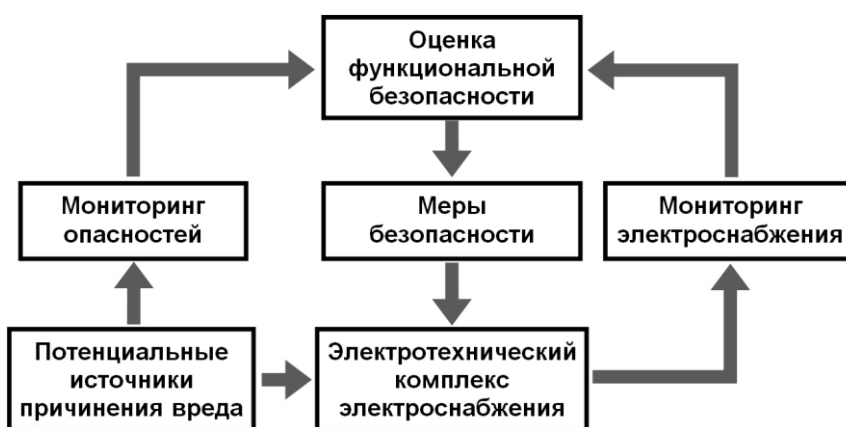 Оценка
функциональной
безопасности
Мониторинг
опасностей
Меры
безопасности
Мониторинг
электроснабжения
Потенциальные
источники
причинения вреда
Электротехнический
комплекс
электроснабжения